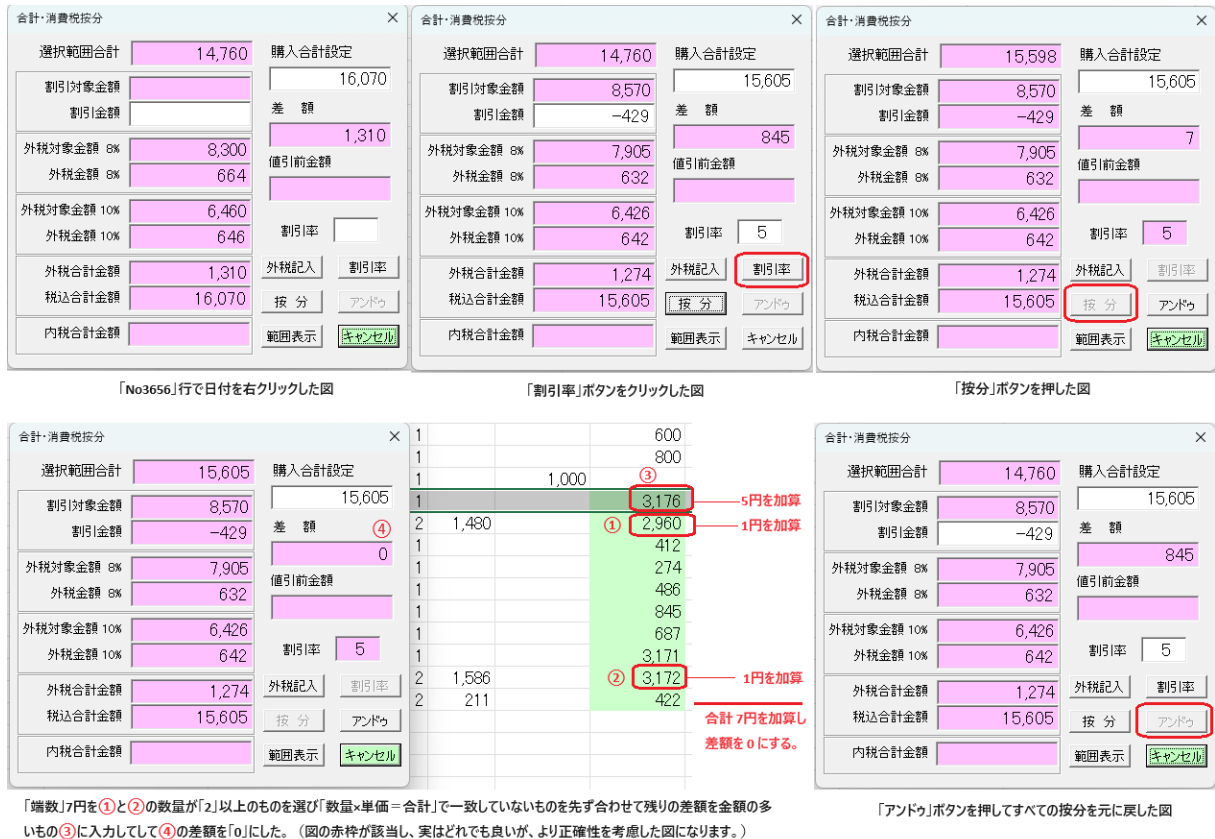 合計・消費税按分 ×
選択範囲合計 14,760 購入合計設定
16,070
割引対象金額
割引金額
差 額
1,310
外税対象金額 8% 8,300
外税金額 8% 664
値引前金額
外税対象金額 10% 6,460
外税金額 10% 646
割引率
外税合計金額 1,310
税込合計金額 16,070
外税記入 割引率
按 分 アンドゥ
内税合計金額
範囲表示 キャンセル
「No3656」行で日付を右クリックした図
合計・消費税按分 ×
選択範囲合計 14,760 購入合計設定
15,605
割引対象金額 8,570
割引金額 -429
差 額
845
外税対象金額 8% 7,905
外税金額 8% 632
値引前金額
外税対象金額 10% 6,426
外税金額 10% 642
割引率 5
外税合計金額 1,274
税込合計金額 15,605
外税記入 割引率
按 分 アンドゥ
内税合計金額
範囲表示 キャンセル
「割引率」ボタンをクリックした図
合計・消費税按分 ×
選択範囲合計 15,598 購入合計設定
15,605
割引対象金額 8,570
割引金額 -429
差 額
7
外税対象金額 8% 7,905
外税金額 8% 632
値引前金額
外税対象金額 10% 6,426
外税金額 10% 642
割引率 5
外税合計金額 1,274
税込合計金額 15,605
外税記入 割引率
按 分 アンドゥ
内税合計金額
範囲表示 キャンセル
「按分」ボタンを押した図
合計・消費税按分 ×
選択範囲合計 15,605 購入合計設定
15,605
割引対象金額 8,570
割引金額 -429
差 額 ④
0
外税対象金額 8% 7,905
外税金額 8% 632
値引前金額
外税対象金額 10% 6,426
外税金額 10% 642
割引率 5
外税合計金額 1,274
税込合計金額 15,605
外税記入 割引率
按 分 アンドゥ
内税合計金額
範囲表示 キャンセル
1 600
1 800
1 1,000 ③
1 3,176 5円を加算
2 1,480 ① 2,960 1円を加算
1 412
1 274
1 486
1 845
1 687
1 3,171
2 1,586 ② 3,172 1円を加算
2 211 422
合計 7円を加算し
差額を 0 にする。
「端数」7円を①と②の数量が「2」以上のものを選び「数量×単価＝合計」で一致していないものを先ず合わせて残りの差額を金額の多
いもの③に入力してして④の差額を「0」にした。（図の赤枠が該当し、実はどれでも良いが、より正確性を考慮した図になります。）
合計・消費税按分 ×
選択範囲合計 14,760 購入合計設定
15,605
割引対象金額 8,570
割引金額 -429
差 額
845
外税対象金額 8% 7,905
外税金額 8% 632
値引前金額
外税対象金額 10% 6,426
外税金額 10% 642
割引率 5
外税合計金額 1,274
税込合計金額 15,605
外税記入 割引率
按 分 アンドゥ
内税合計金額
範囲表示 キャンセル
「アンドゥ」ボタンを押してすべての按分を元に戻した図